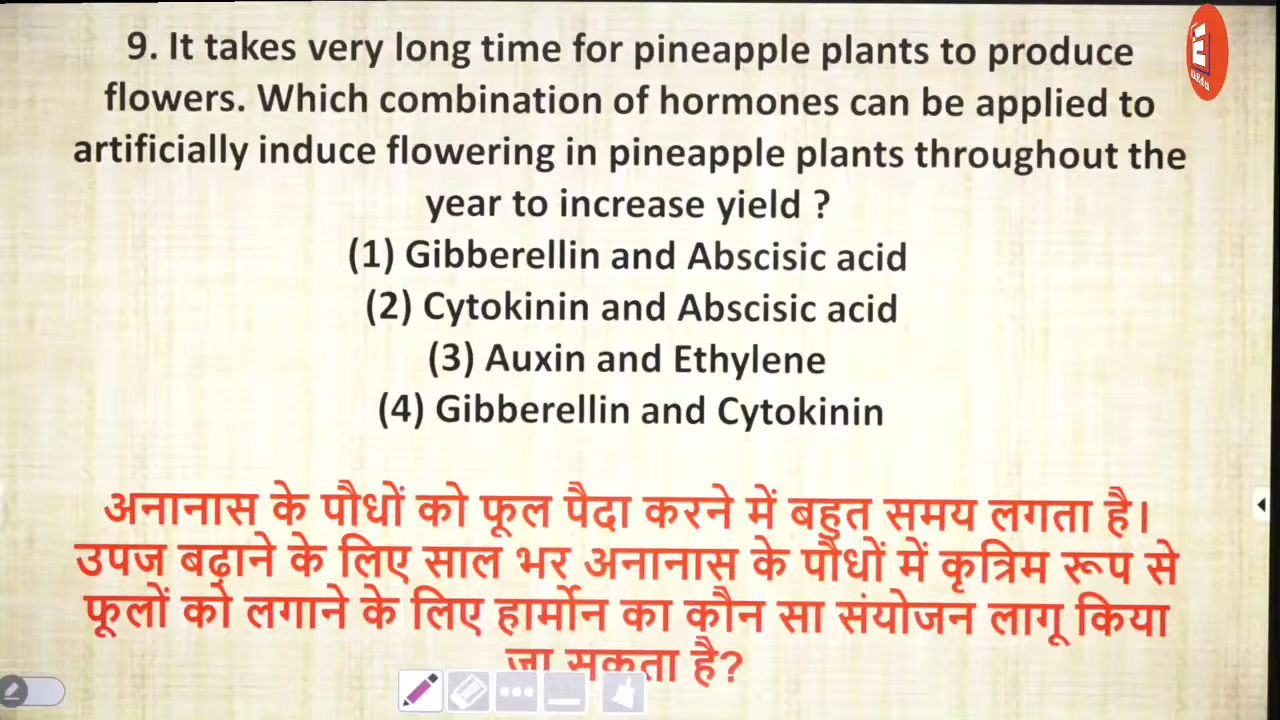 9. It takes very long time for pineapple plants to produce
flowers. Which combination of hormones can be applied to
artificially induce flowering in pineapple plants throughout the
year to increase yield ?
(1) Gibberellin and Abscisic acid
(2) Cytokinin and Abscisic acid
(3) Auxin and Ethylene
(4) Gibberellin and Cytokinin
अनानास के पौधों को फूल पैदा करने में बहुत समय लगता है।
उपज बढ़ाने के लिए साल भर अनानास के पौधों में कृत्रिम रूप से
फूलों को लगाने के लिए हार्मोन का कौन सा संयोजन लागू किया
जा सकता है?